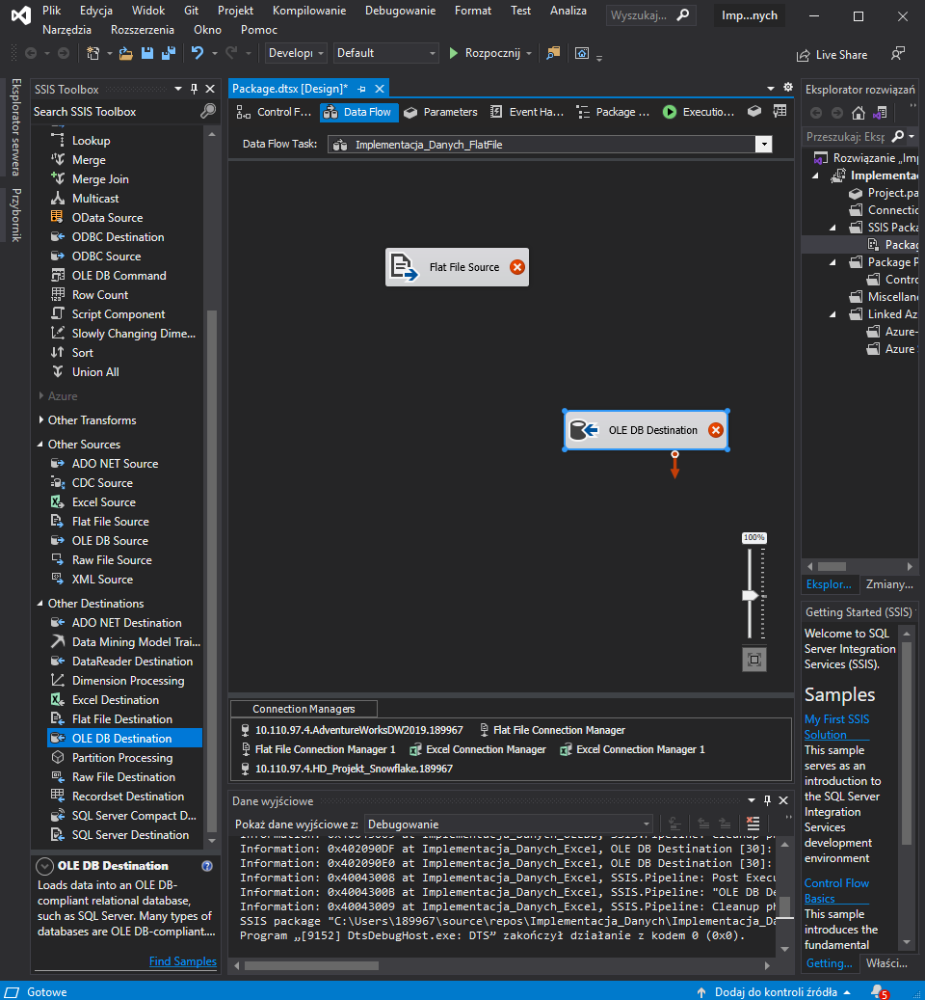 Plik Edycja Widok Git Projekt Kompilowanie Debugowanie Format Test Analiza
Wyszukaj...
Imp...nych
Narzędzia Rozszerzenia Okno Pomoc
Develop Default Rozpocznij Live Share
Eksplorator serwera
Przybornik
SSIS Toolbox
Search SSIS Toolbox
Lookup
Merge
Merge Join
Multicast
OData Source
ODBC Destination
ODBC Source
OLE DB Command
Row Count
Script Component
Slowly Changing Dime...
Sort
Union All
Azure
Other Transforms
Other Sources
ADO NET Source
CDC Source
Excel Source
Flat File Source
OLE DB Source
Raw File Source
XML Source
Other Destinations
ADO NET Destination
Data Mining Model Trai...
DataReader Destination
Dimension Processing
Excel Destination
Flat File Destination
OLE DB Destination
Partition Processing
Raw File Destination
Recordset Destination
SQL Server Compact D...
SQL Server Destination
OLE DB Destination
Loads data into an OLE DB-
compliant relational database,
such as SQL Server. Many types of
databases are OLE DB-compliant....
Find Samples
Package.dtsx [Design]*
Control F... Data Flow Parameters Event Ha... Package ... Executio...
Data Flow Task: Implementacja_Danych_FlatFile
Flat File Source
OLE DB Destination
100%
Connection Managers
10.110.97.4.AdventureWorksDW2019.189967 Flat File Connection Manager
Flat File Connection Manager 1 Excel Connection Manager Excel Connection Manager 1
10.110.97.4.HD_Projekt_Snowflake.189967
Dane wyjściowe
Pokaż dane wyjściowe z: Debugowanie
Information: 0x402090DF at Implementacja_Danych_Excel, OLE DB Destination [30]:
Information: 0x402090E0 at Implementacja_Danych_Excel, OLE DB Destination [30]:
Information: 0x40043008 at Implementacja_Danych_Excel, SSIS.Pipeline: Post Execu
Information: 0x4004300B at Implementacja_Danych_Excel, SSIS.Pipeline: "OLE DB De
Information: 0x40043009 at Implementacja_Danych_Excel, SSIS.Pipeline: Cleanup ph
SSIS package "C:\Users\189967\source\repos\Implementacja_Danych\Implementacja_Da
Program „[9152] DtsDebugHost.exe: DTS” zakończył działanie z kodem 0 (0x0).
Eksplorator rozwiązań
Przeszukaj: Eksp
Rozwiązanie „Im
Implementac
Project.pa
Connectic
SSIS Packa
Packag
Package P
Contro
Miscellan
Linked Az
Azure-
Azure
Eksplor... Zmiany...
Getting Started (SSIS)
Welcome to SQL
Server Integration
Services (SSIS).
Samples
My First SSIS
Solution
This sample
serves as an
introduction to
the SQL Server
Integration
Services
development
environment
Control Flow
Basics
This sample
introduces the
fundamental
Getting... Właści...
Gotowe Dodaj do kontroli źródła 5